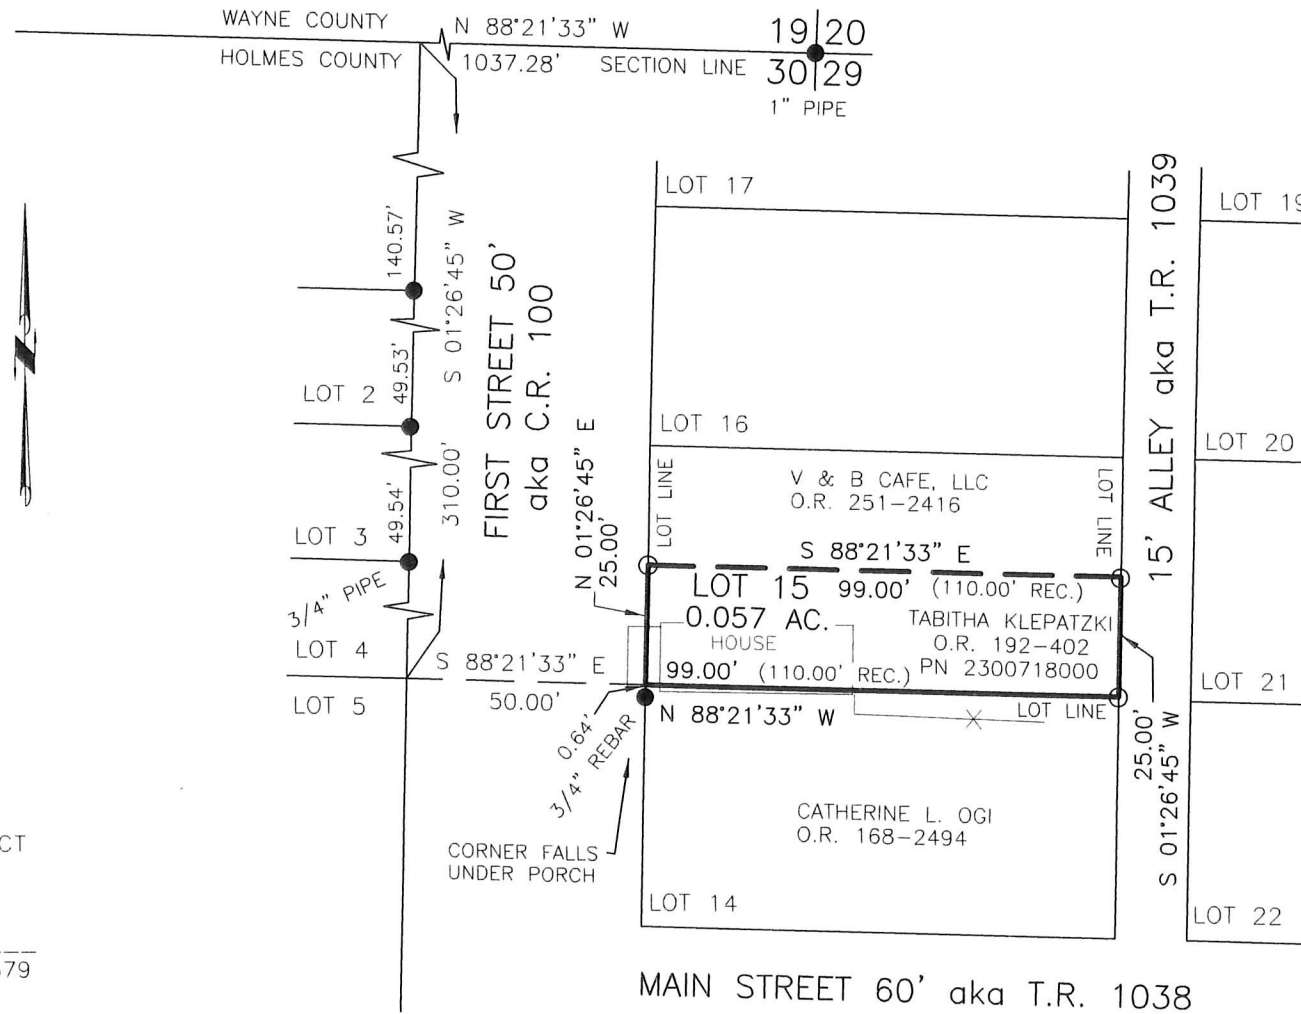 WAYNE COUNTY
N 88°21'33" W
19|20
HOLMES COUNTY
1037.28'
SECTION LINE
30|29
1" PIPE
LOT 17
LOT 19
140.57'
S 01°26'45" W
FIRST STREET 50'
aka C.R. 100
15' ALLEY aka T.R. 1039
N
LOT 2
49.53'
310.00'
LOT 16
LOT 20
LOT LINE
V & B CAFE, LLC
O.R. 251-2416
LOT LINE
N 01°26'45" E
25.00'
LOT 3
49.54'
3/4" PIPE
S 88°21'33" E
LOT 15
99.00' (110.00' REC.)
0.057 AC.
HOUSE
TABITHA KLEPATZKI
O.R. 192-402
PN 2300718000
LOT 4
S 88°21'33" E
50.00'
99.00' (110.00' REC.)
LOT 21
LOT 5
N 88°21'33" W
LOT LINE
0.64'
3/4" REBAR
25.00'
S 01°26'45" W
CATHERINE L. OGI
O.R. 168-2494
CORNER FALLS
UNDER PORCH
LOT 14
LOT 22
CT
79
MAIN STREET 60' aka T.R. 1038